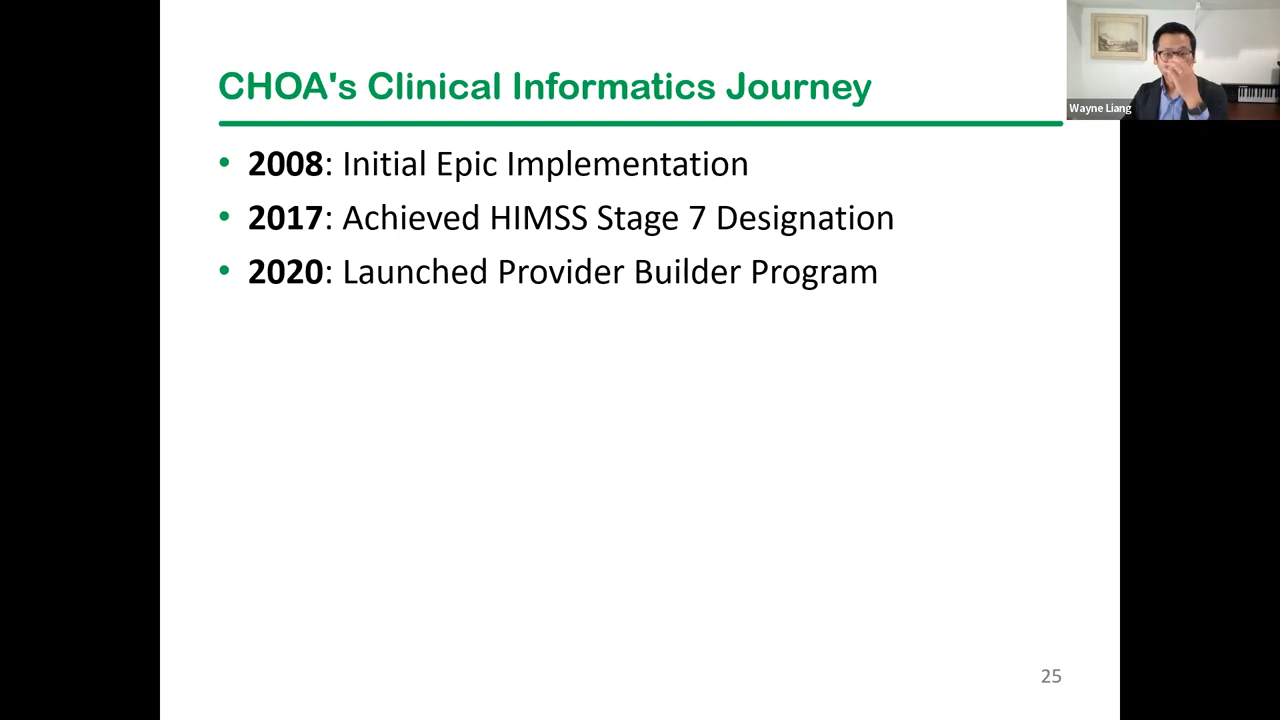 CHOA's Clinical Informatics Journey
Wayne Liang
• 2008: Initial Epic Implementation
• 2017: Achieved HIMSS Stage 7 Designation
• 2020: Launched Provider Builder Program
25